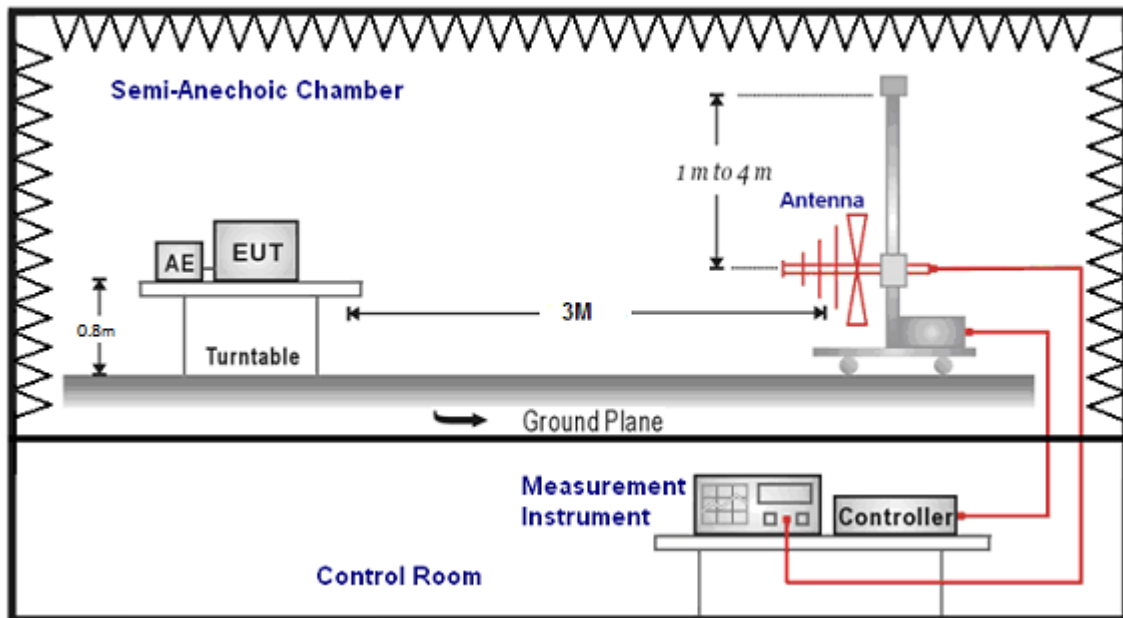 Semi-Anechoic Chamber
1 m to 4 m
Antenna
AE
EUT
0.8m
3M
Turntable
Ground Plane
Measurement
Instrument
Controller
Control Room